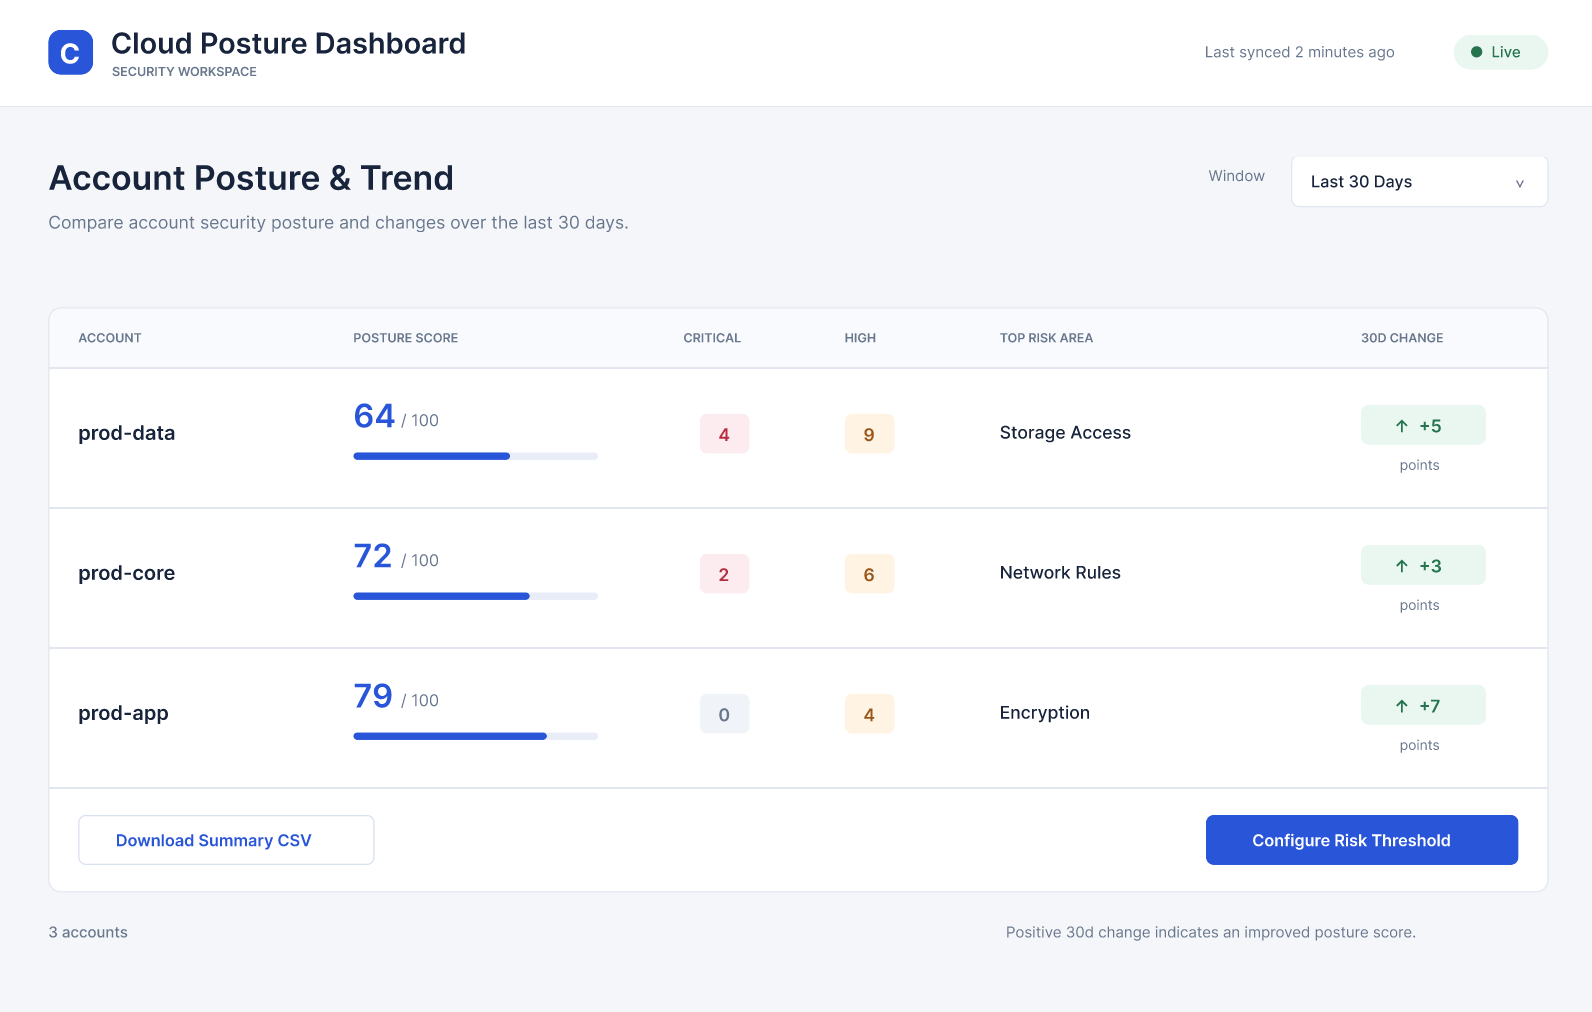 C
Cloud Posture Dashboard
SECURITY WORKSPACE
Last synced 2 minutes ago
Live
Account Posture & Trend
Compare account security posture and changes over the last 30 days.
Window
Last 30 Days
ACCOUNT POSTURE SCORE CRITICAL HIGH TOP RISK AREA 30D CHANGE
prod-data 64 / 100 4 9 Storage Access ↑ +5
points
prod-core 72 / 100 2 6 Network Rules ↑ +3
points
prod-app 79 / 100 0 4 Encryption ↑ +7
points
Download Summary CSV
Configure Risk Threshold
3 accounts
Positive 30d change indicates an improved posture score.